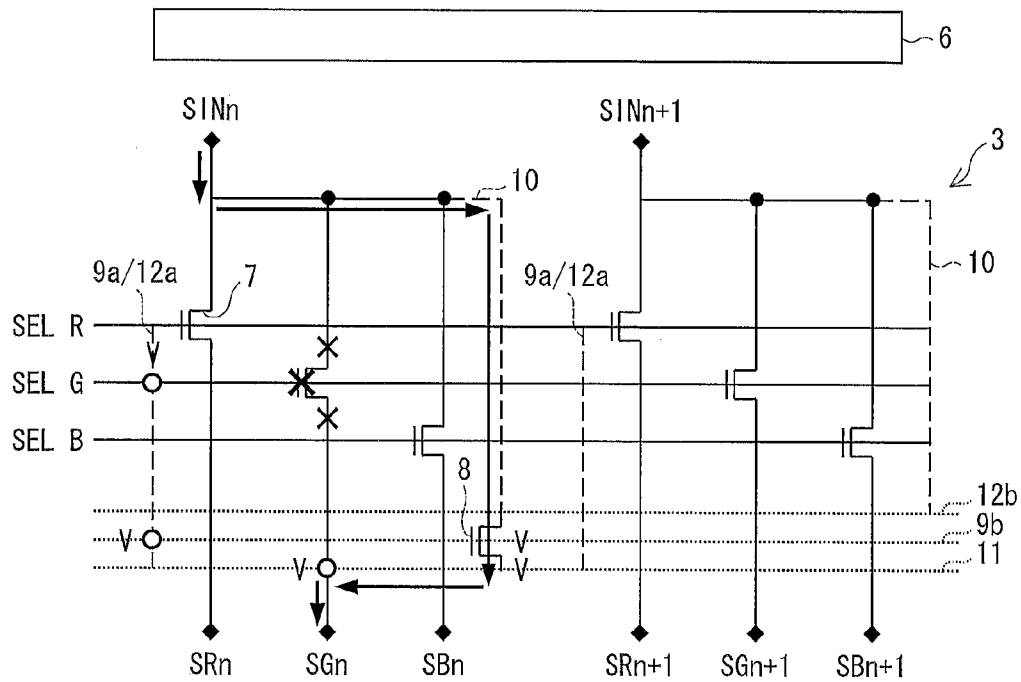 6
SINn SINn+1
3
10
9a/12a 7 9a/12a 10
SEL R
SEL G
SEL B
8
12b
V V 9b
V V 11
SRn SGn SBn SRn+1 SGn+1 SBn+1